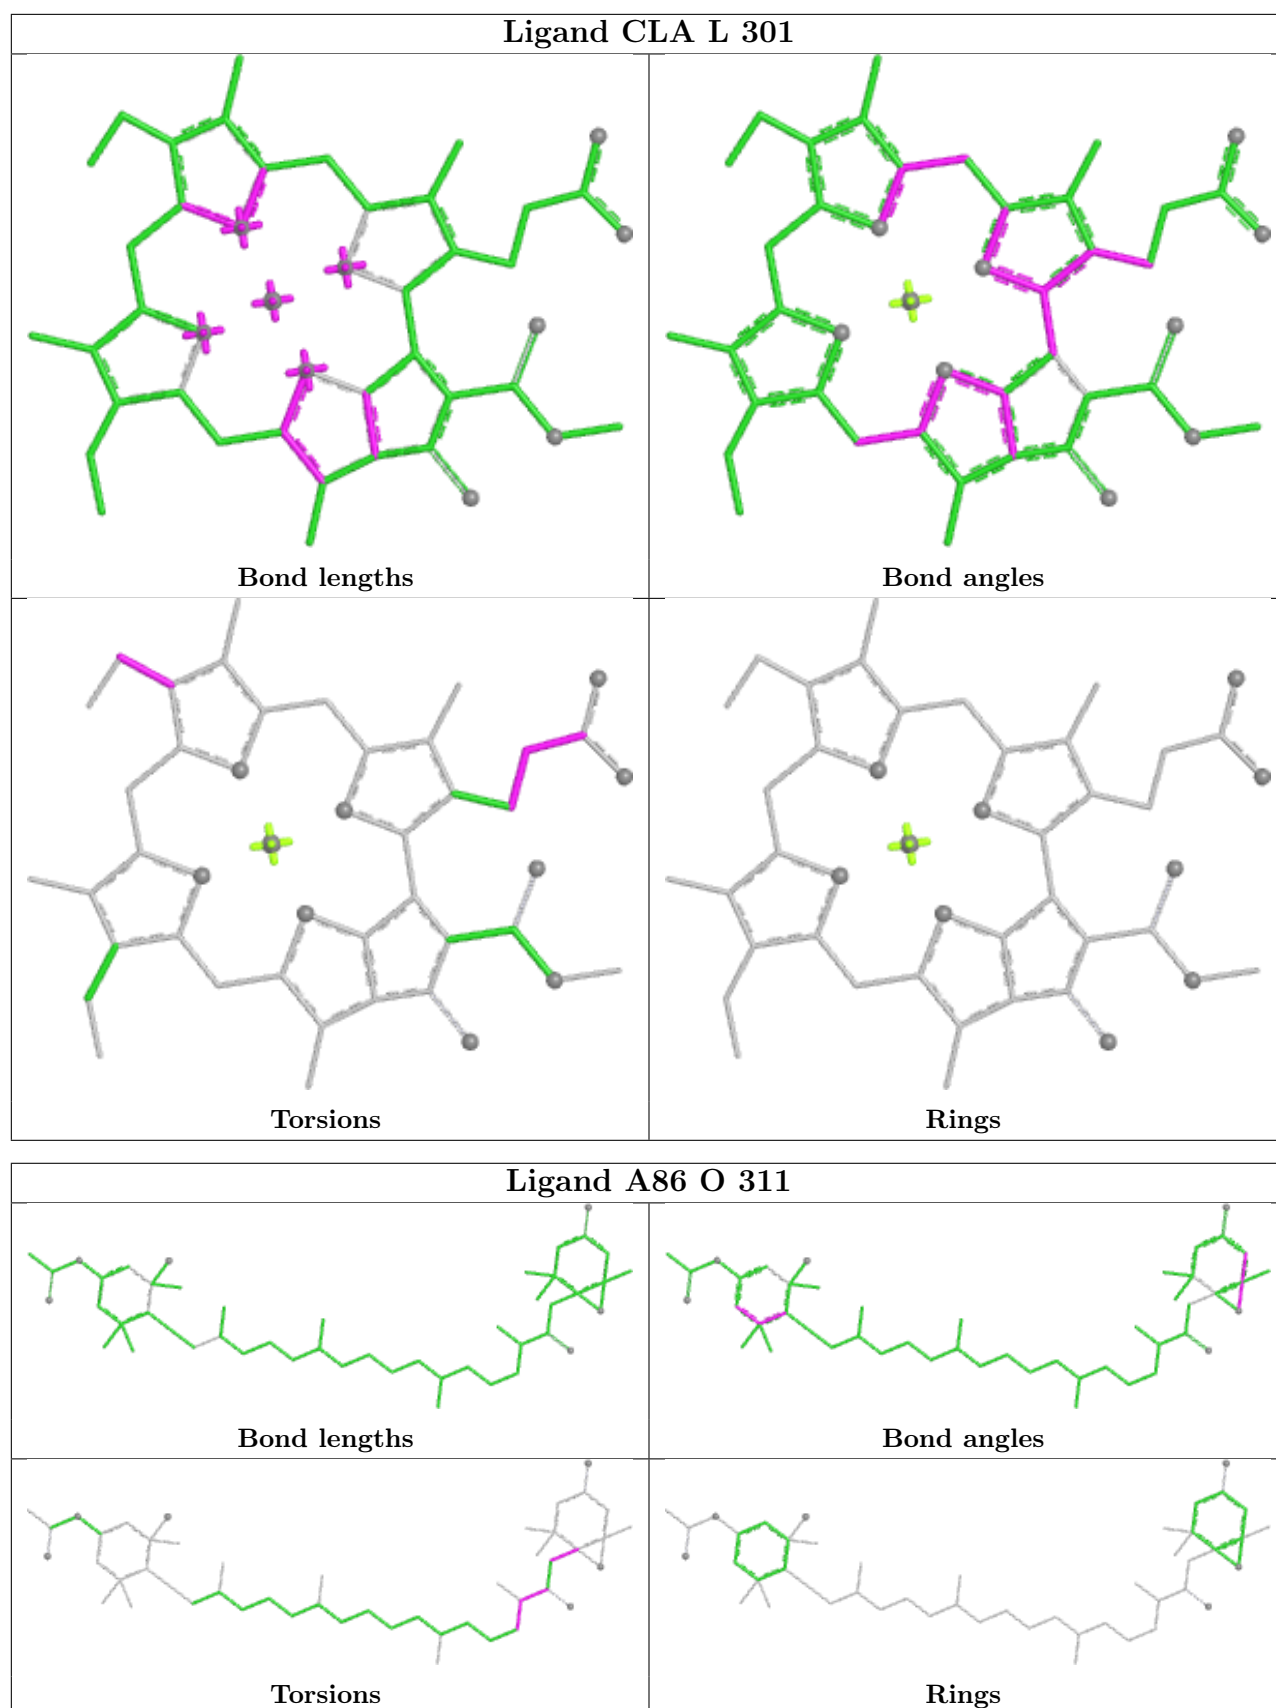 Ligand CLA L 301
Bond lengths
Bond angles
Torsions
Rings
Ligand A86 O 311
Bond lengths
Bond angles
Torsions
Rings